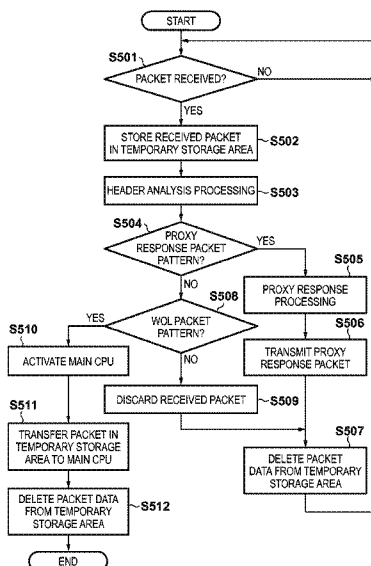 START
S501
PACKET RECEIVED?
NO
YES
STORE RECEIVED PACKET
IN TEMPORARY STORAGE AREA
S502
HEADER ANALYSIS PROCESSING
S503
S504
PROXY
RESPONSE PACKET
PATTERN?
YES
NO
S505
PROXY RESPONSE
PROCESSING
S508
WOL PACKET
PATTERN?
YES
NO
S506
TRANSMIT PROXY
RESPONSE PACKET
S510
ACTIVATE MAIN CPU
DISCARD RECEIVED PACKET
S509
S511
TRANSFER PACKET IN
TEMPORARY STORAGE
AREA TO MAIN CPU
S507
DELETE PACKET
DATA FROM TEMPORARY
STORAGE AREA
DELETE PACKET DATA
FROM TEMPORARY
STORAGE AREA
S512
END